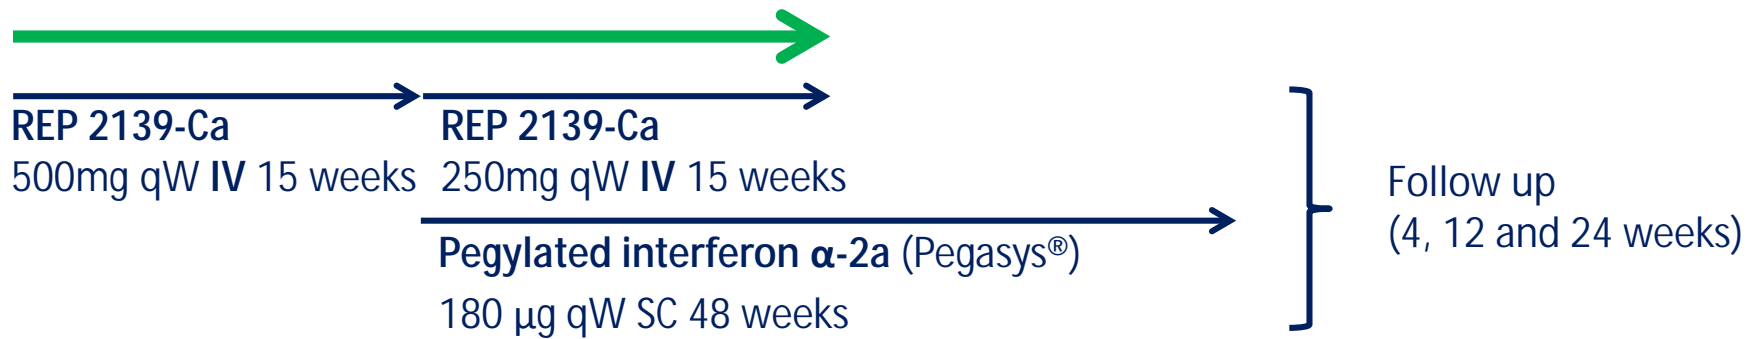 REP 2139-Ca
500mg qW IV 15 weeks
REP 2139-Ca
250mg qW IV 15 weeks
Pegylated interferon α-2a (Pegasys®)
180 µg qW SC 48 weeks
Follow up
(4, 12 and 24 weeks)